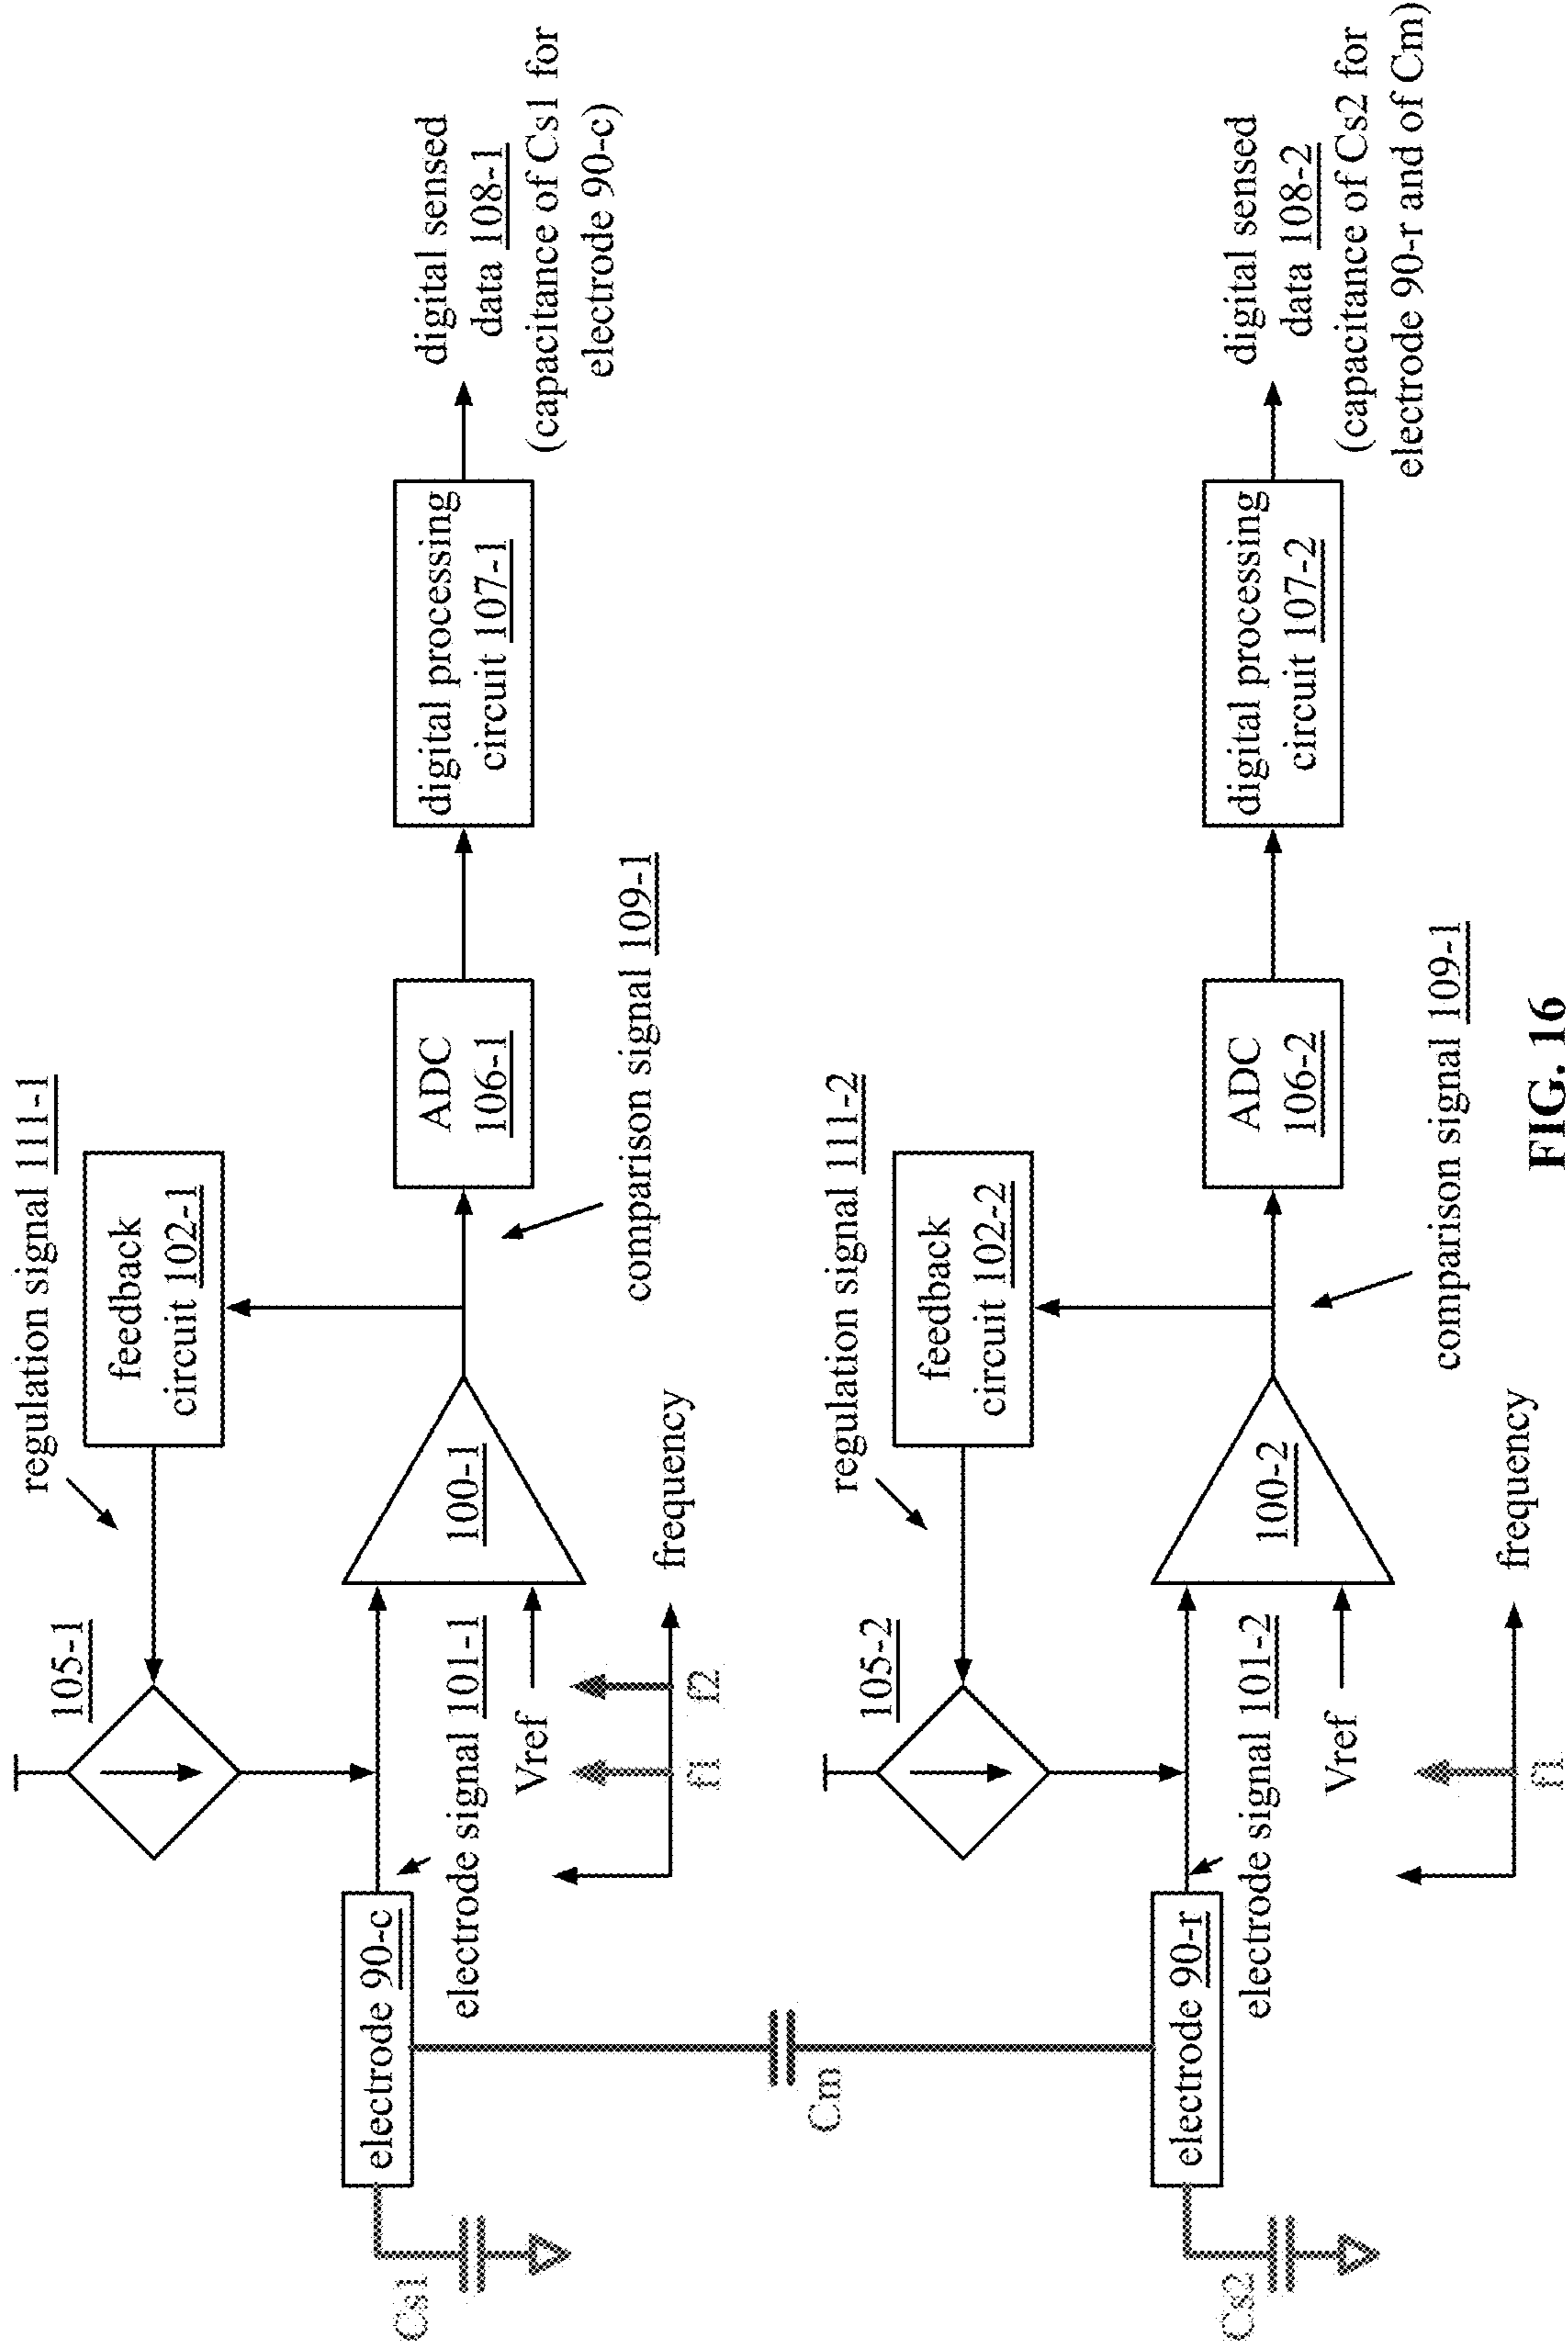 regulation signal 111-1
105-1
feedback
circuit 102-1
Cs1
electrode 90-c
electrode signal 101-1
100-1
Vref
f1
f2
frequency
comparison signal 109-1
ADC
106-1
digital processing
circuit 107-1
digital sensed
data 108-1
(capacitance of Cs1 for
electrode 90-c)
Cm
regulation signal 111-2
105-2
feedback
circuit 102-2
Cs2
electrode 90-r
electrode signal 101-2
100-2
Vref
f1
frequency
comparison signal 109-1
ADC
106-2
digital processing
circuit 107-2
digital sensed
data 108-2
(capacitance of Cs2 for
electrode 90-r and of Cm)
FIG. 16